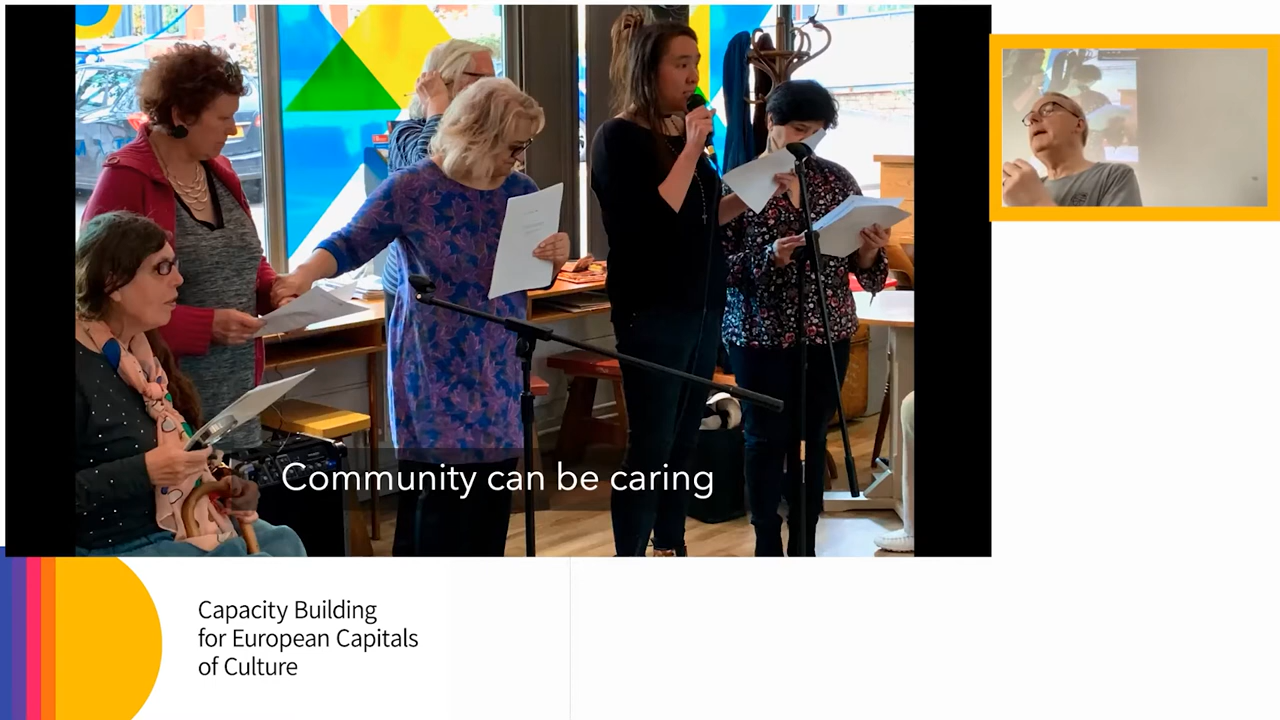 Community can be caring
Capacity Building
for European Capitals
of Culture